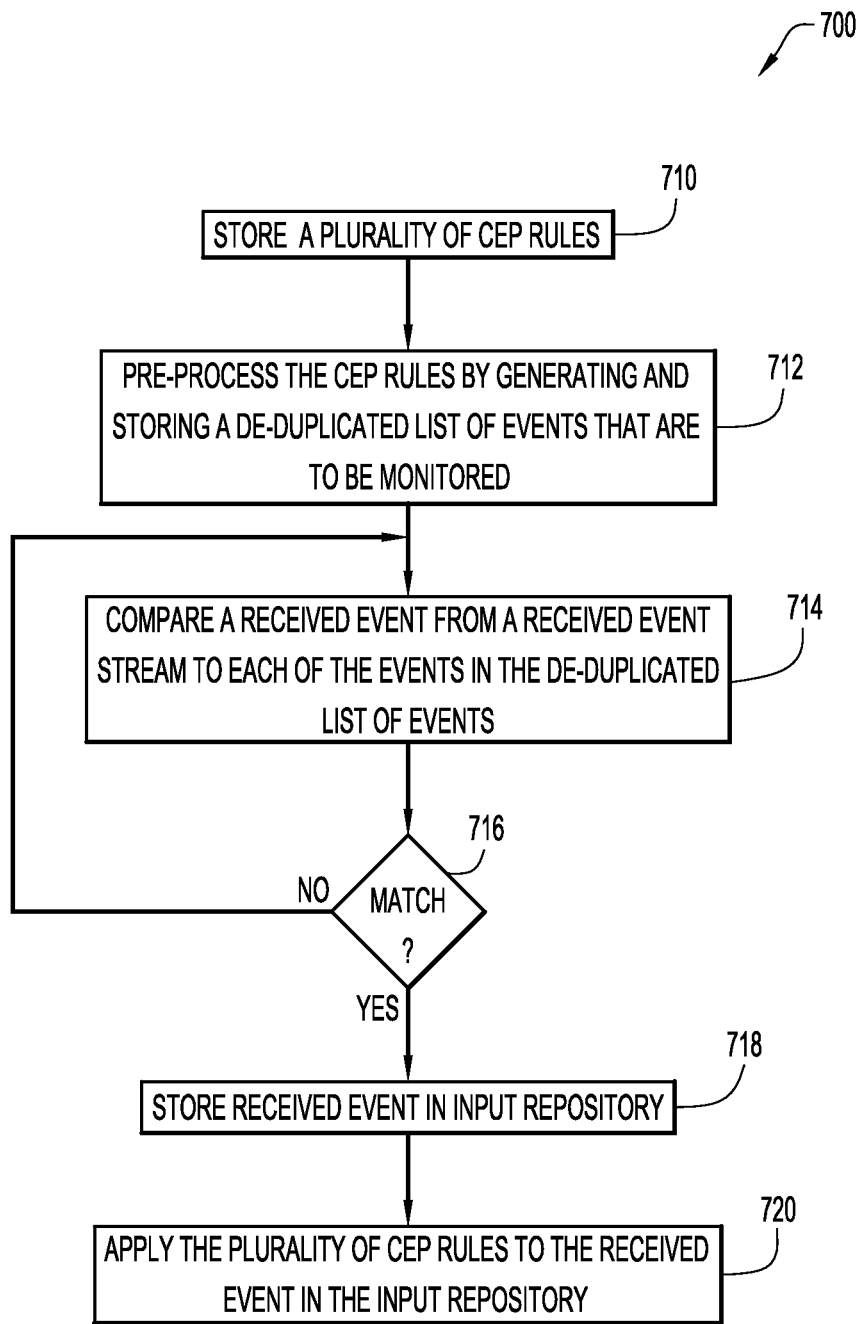 700
710
STORE A PLURALITY OF CEP RULES
712
PRE-PROCESS THE CEP RULES BY GENERATING AND
STORING A DE-DUPLICATED LIST OF EVENTS THAT ARE
TO BE MONITORED
714
COMPARE A RECEIVED EVENT FROM A RECEIVED EVENT
STREAM TO EACH OF THE EVENTS IN THE DE-DUPLICATED
LIST OF EVENTS
716
NO
MATCH
?
YES
718
STORE RECEIVED EVENT IN INPUT REPOSITORY
720
APPLY THE PLURALITY OF CEP RULES TO THE RECEIVED
EVENT IN THE INPUT REPOSITORY